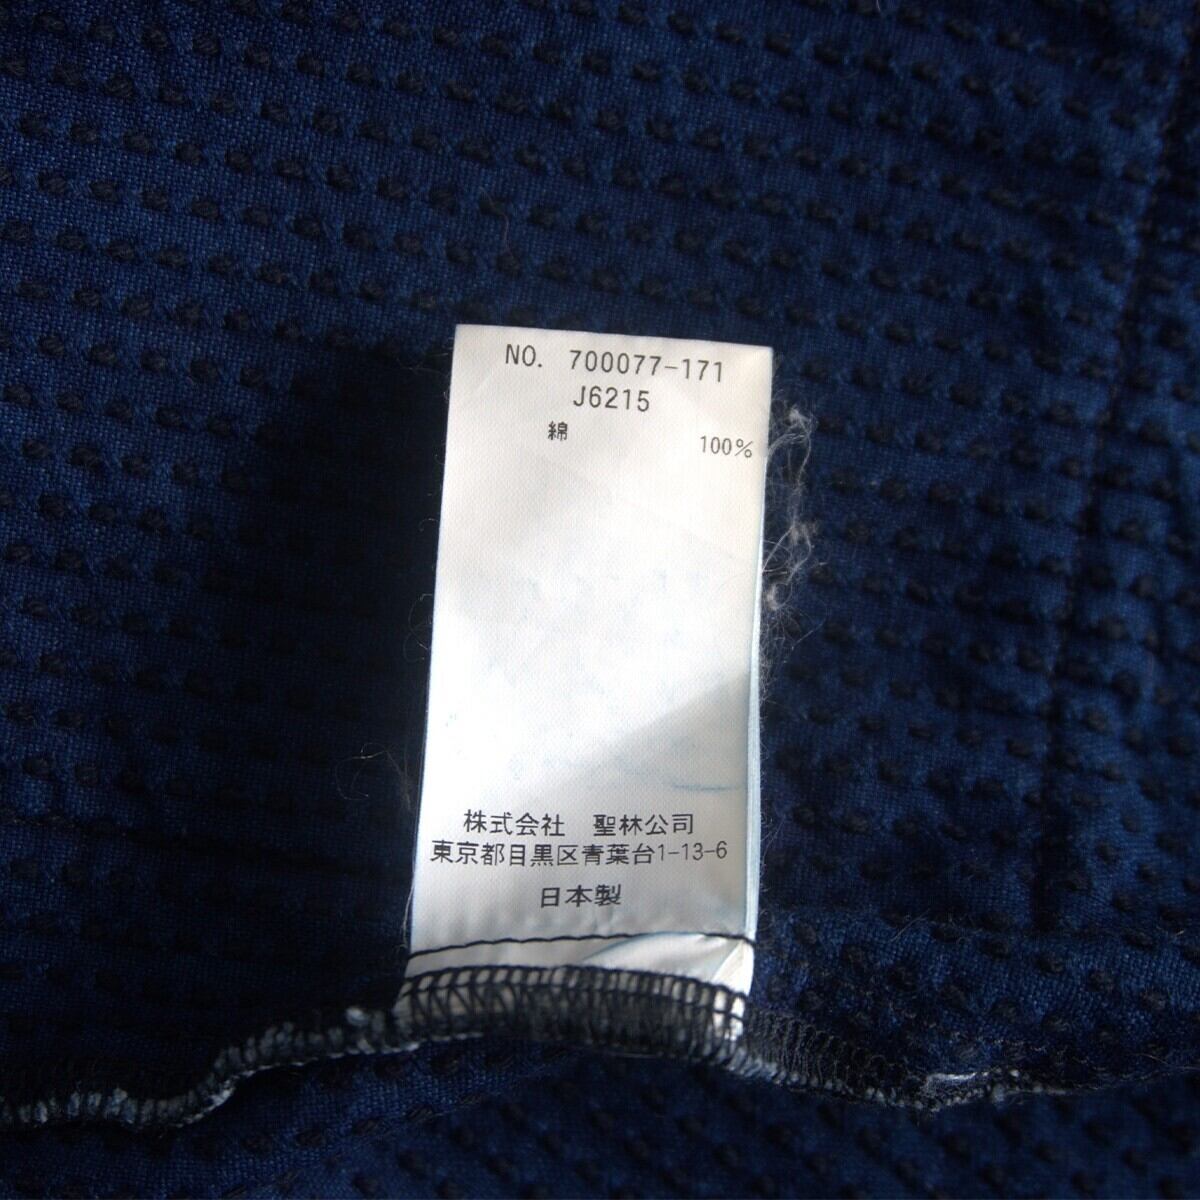 NO. 700077-171
J6215
綿 100%
株式会社 聖林公司
東京都目黒区青葉台1-13-6
日本製